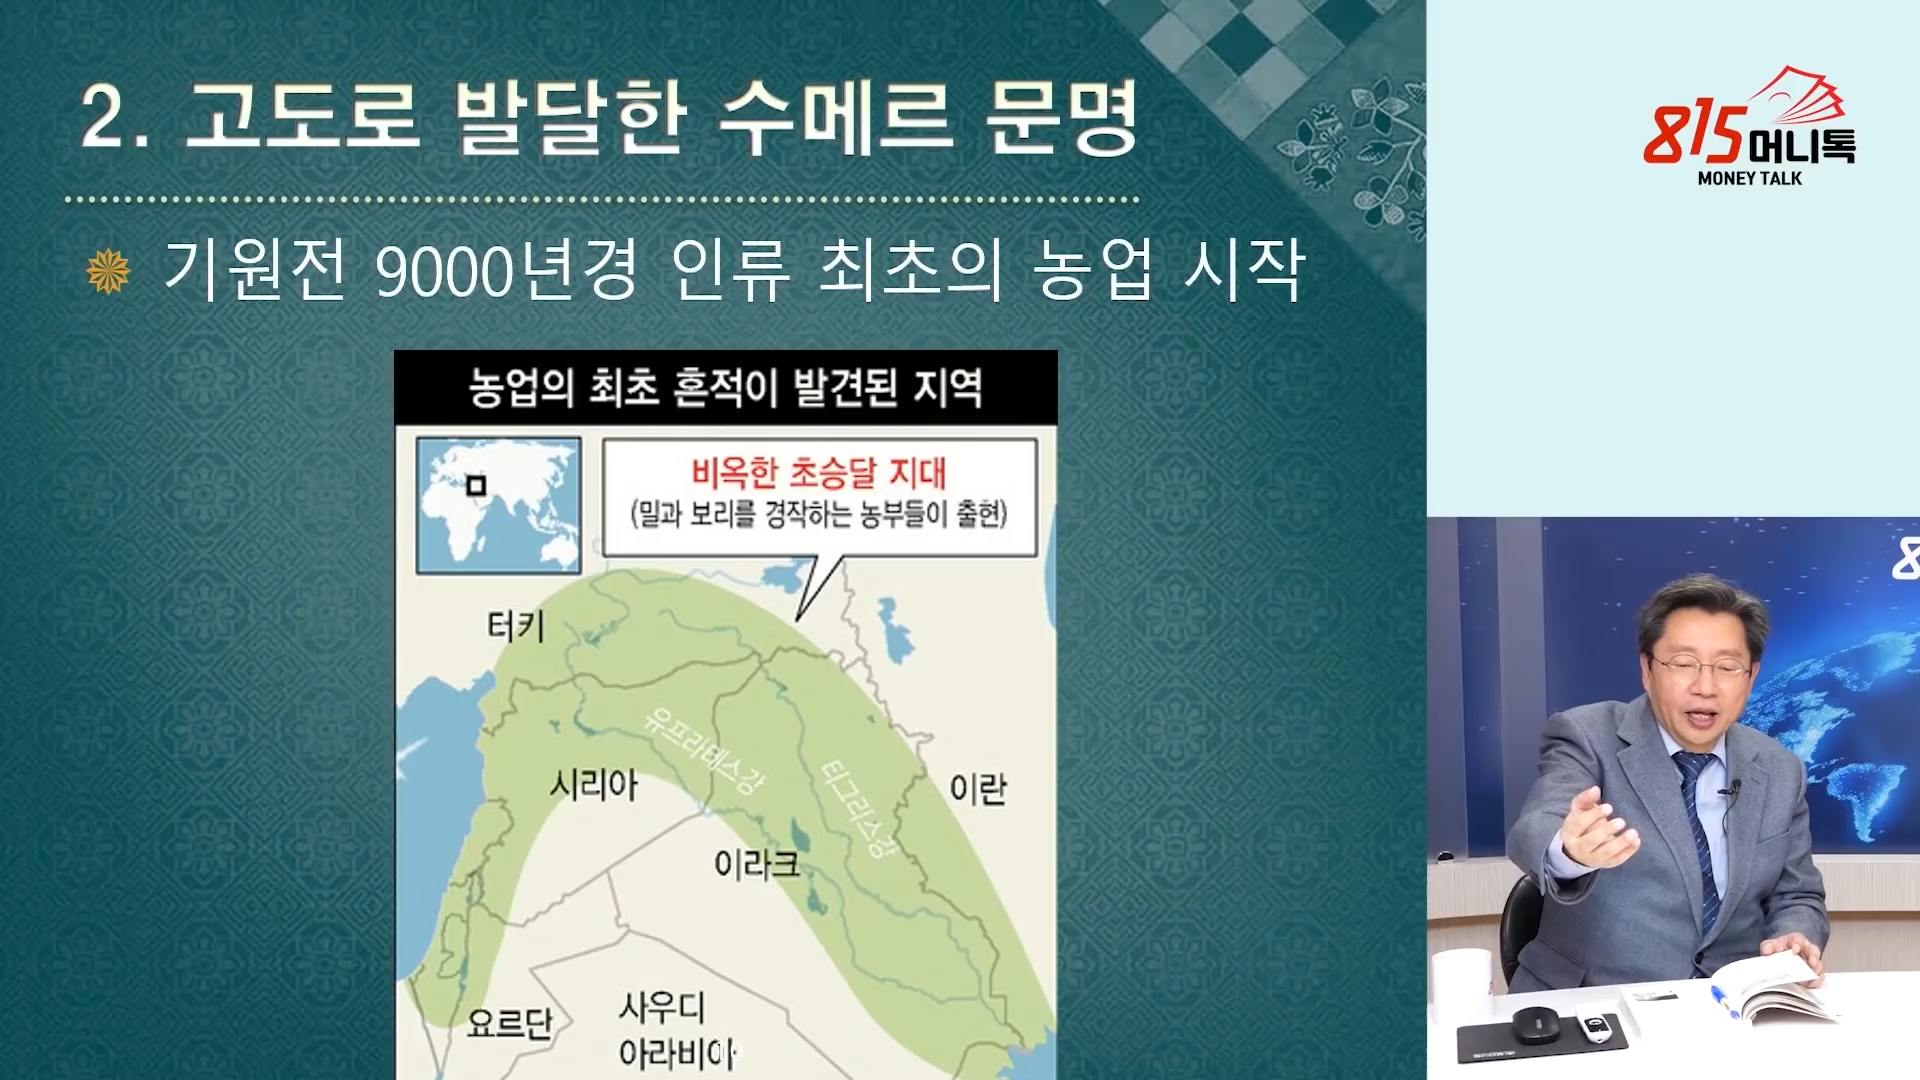 2. 고도로 발달한 수메르 문명
기원전 9000년경 인류 최초의 농업 시작
농업의 최초 흔적이 발견된 지역
비옥한 초승달 지대
(밀과 보리를 경작하는 농부들이 출현)
터키
시리아
유프라테스강
티그리스강
이란
이라크
요르단
사우디
아라비아
815머니톡
MONEY TALK
8